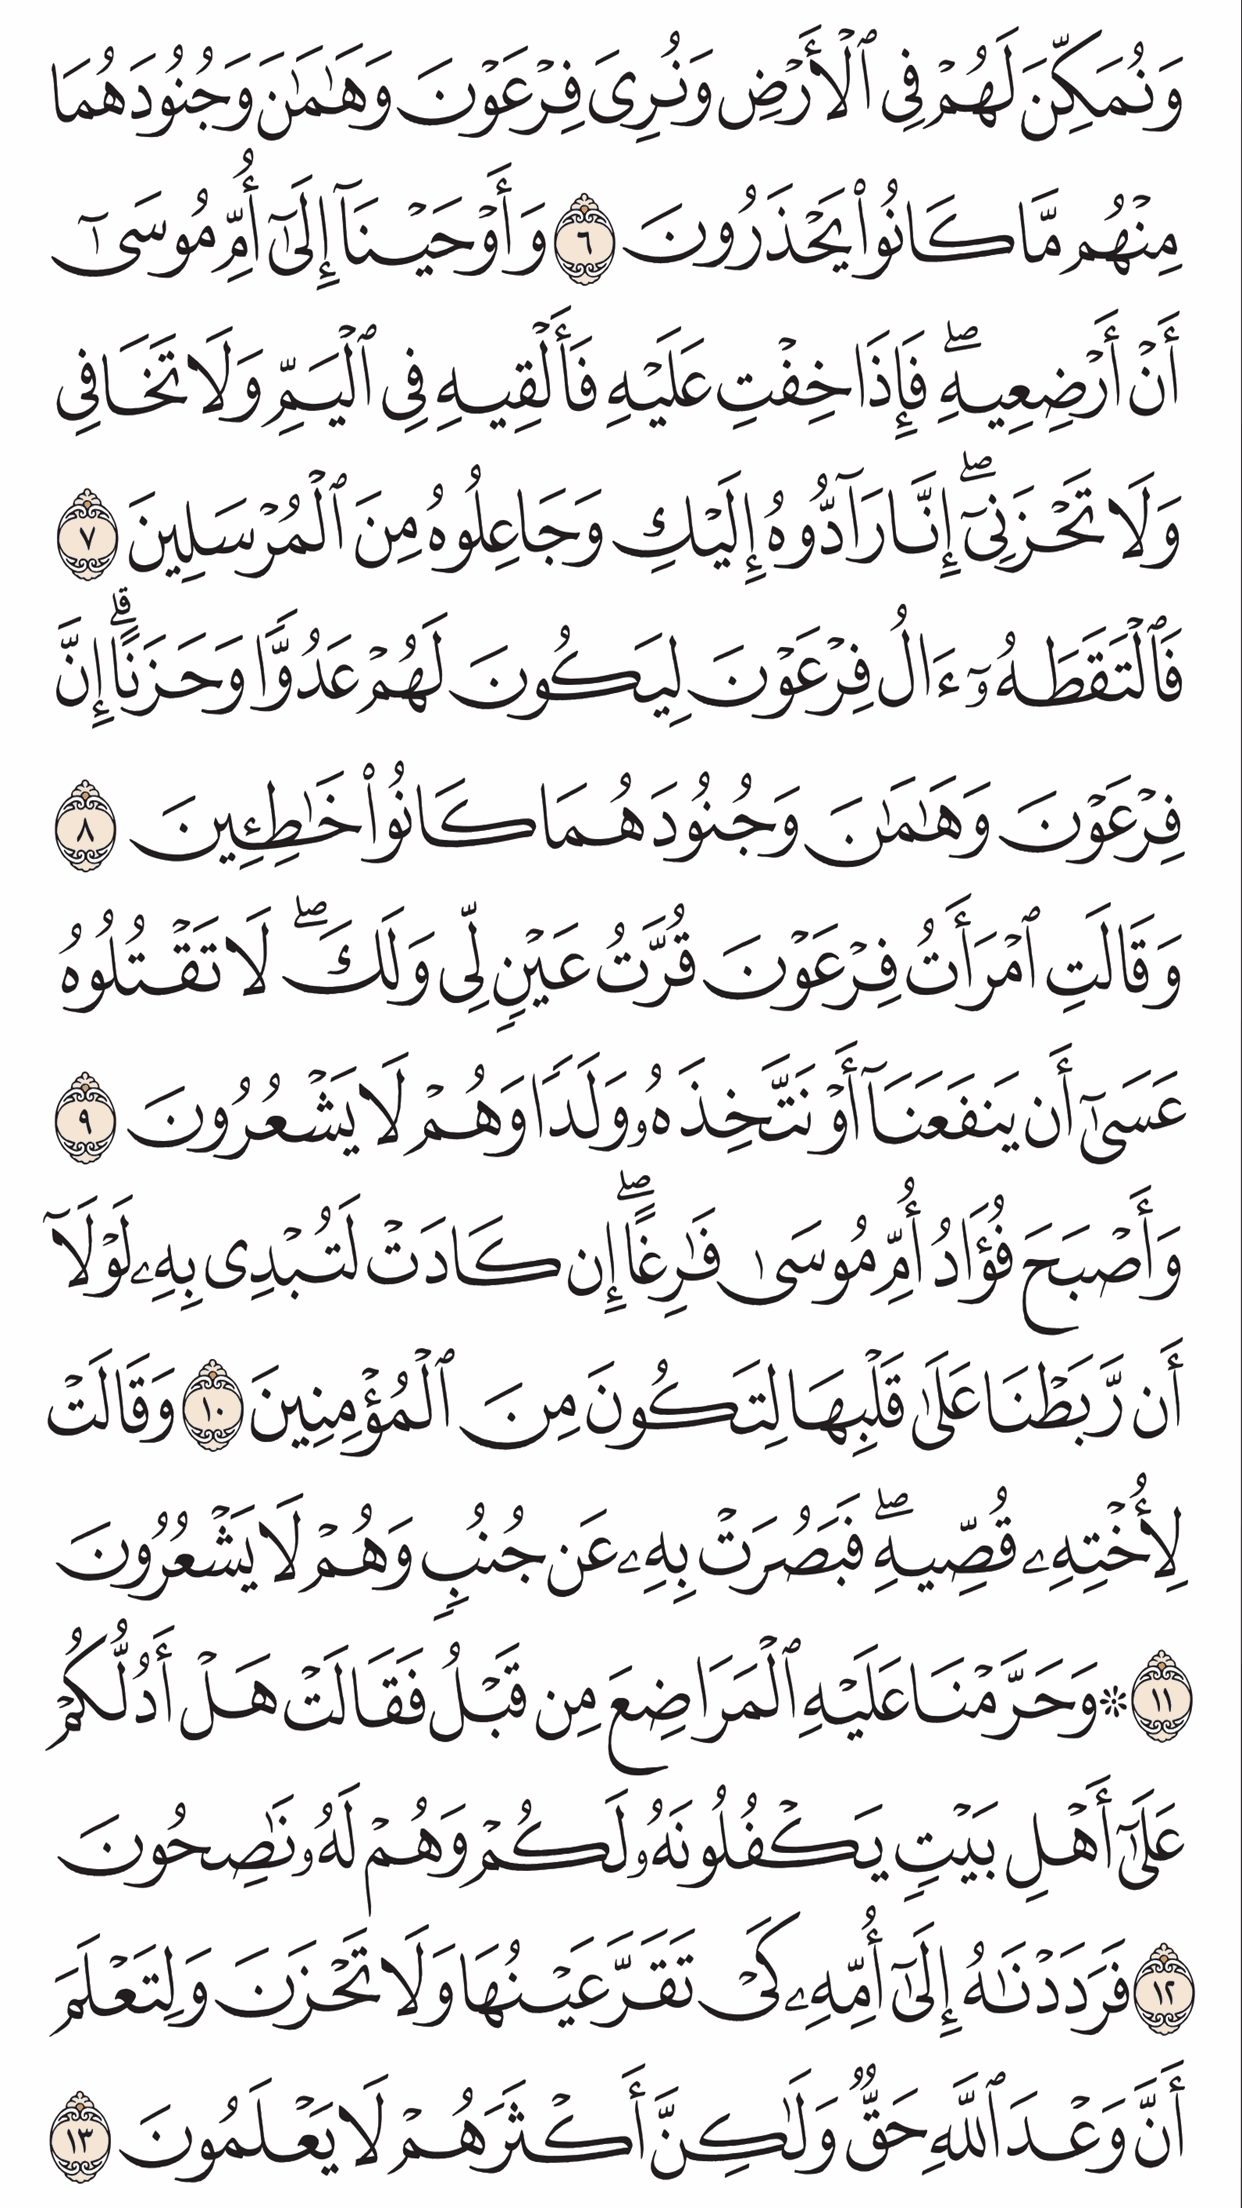 وَنُمَكِّنَ لَهُمْ فِي ٱلْأَرْضِ وَنُرِىَ فِرْعَوْنَ وَهَـٰمَـٰنَ وَجُنُودَهُمَا
مِنْهُم مَّا كَانُوا۟ يَحْذَرُونَ ٦ وَأَوْحَيْنَآ إِلَىٰٓ أُمِّ مُوسَىٰٓ
أَنْ أَرْضِعِيهِ ۖ فَإِذَا خِفْتِ عَلَيْهِ فَأَلْقِيهِ فِى ٱلْيَمِّ وَلَا تَخَافِى
وَلَا تَحْزَنِىٓ ۖ إِنَّا رَآدُّوهُ إِلَيْكِ وَجَاعِلُوهُ مِنَ ٱلْمُرْسَلِينَ ٧
فَٱلْتَقَطَهُۥٓ ءَالُ فِرْعَوْنَ لِيَكُونَ لَهُمْ عَدُوًّا وَحَزَنًا ۗ إِنَّ
فِرْعَوْنَ وَهَـٰمَـٰنَ وَجُنُودَهُمَا كَانُوا۟ خَـٰطِـِٔينَ ٨
وَقَالَتِ ٱمْرَأَتُ فِرْعَوْنَ قُرَّتُ عَيْنٍ لِّى وَلَكَ ۖ لَا تَقْتُلُوهُ
عَسَىٰٓ أَن يَنفَعَنَآ أَوْ نَتَّخِذَهُۥ وَلَدًا وَهُمْ لَا يَشْعُرُونَ ٩
وَأَصْبَحَ فُؤَادُ أُمِّ مُوسَىٰ فَـٰرِغًا ۖ إِن كَادَتْ لَتُبْدِى بِهِۦ لَوْلَآ
أَن رَّبَطْنَا عَلَىٰ قَلْبِهَا لِتَكُونَ مِنَ ٱلْمُؤْمِنِينَ ١٠ وَقَالَتْ
لِأُخْتِهِۦ قُصِّيهِ ۖ فَبَصُرَتْ بِهِۦ عَن جُنُبٍ وَهُمْ لَا يَشْعُرُونَ
١١ ۞ وَحَرَّمْنَا عَلَيْهِ ٱلْمَرَاضِعَ مِن قَبْلُ فَقَالَتْ هَلْ أَدُلُّكُمْ
عَلَىٰٓ أَهْلِ بَيْتٍ يَكْفُلُونَهُۥ لَكُمْ وَهُمْ لَهُۥ نَـٰصِحُونَ
١٢ فَرَدَدْنَـٰهُ إِلَىٰٓ أُمِّهِۦ كَىْ تَقَرَّ عَيْنُهَا وَلَا تَحْزَنَ وَلِتَعْلَمَ
أَنَّ وَعْدَ ٱللَّهِ حَقٌّ وَلَـٰكِنَّ أَكْثَرَهُمْ لَا يَعْلَمُونَ ١٣